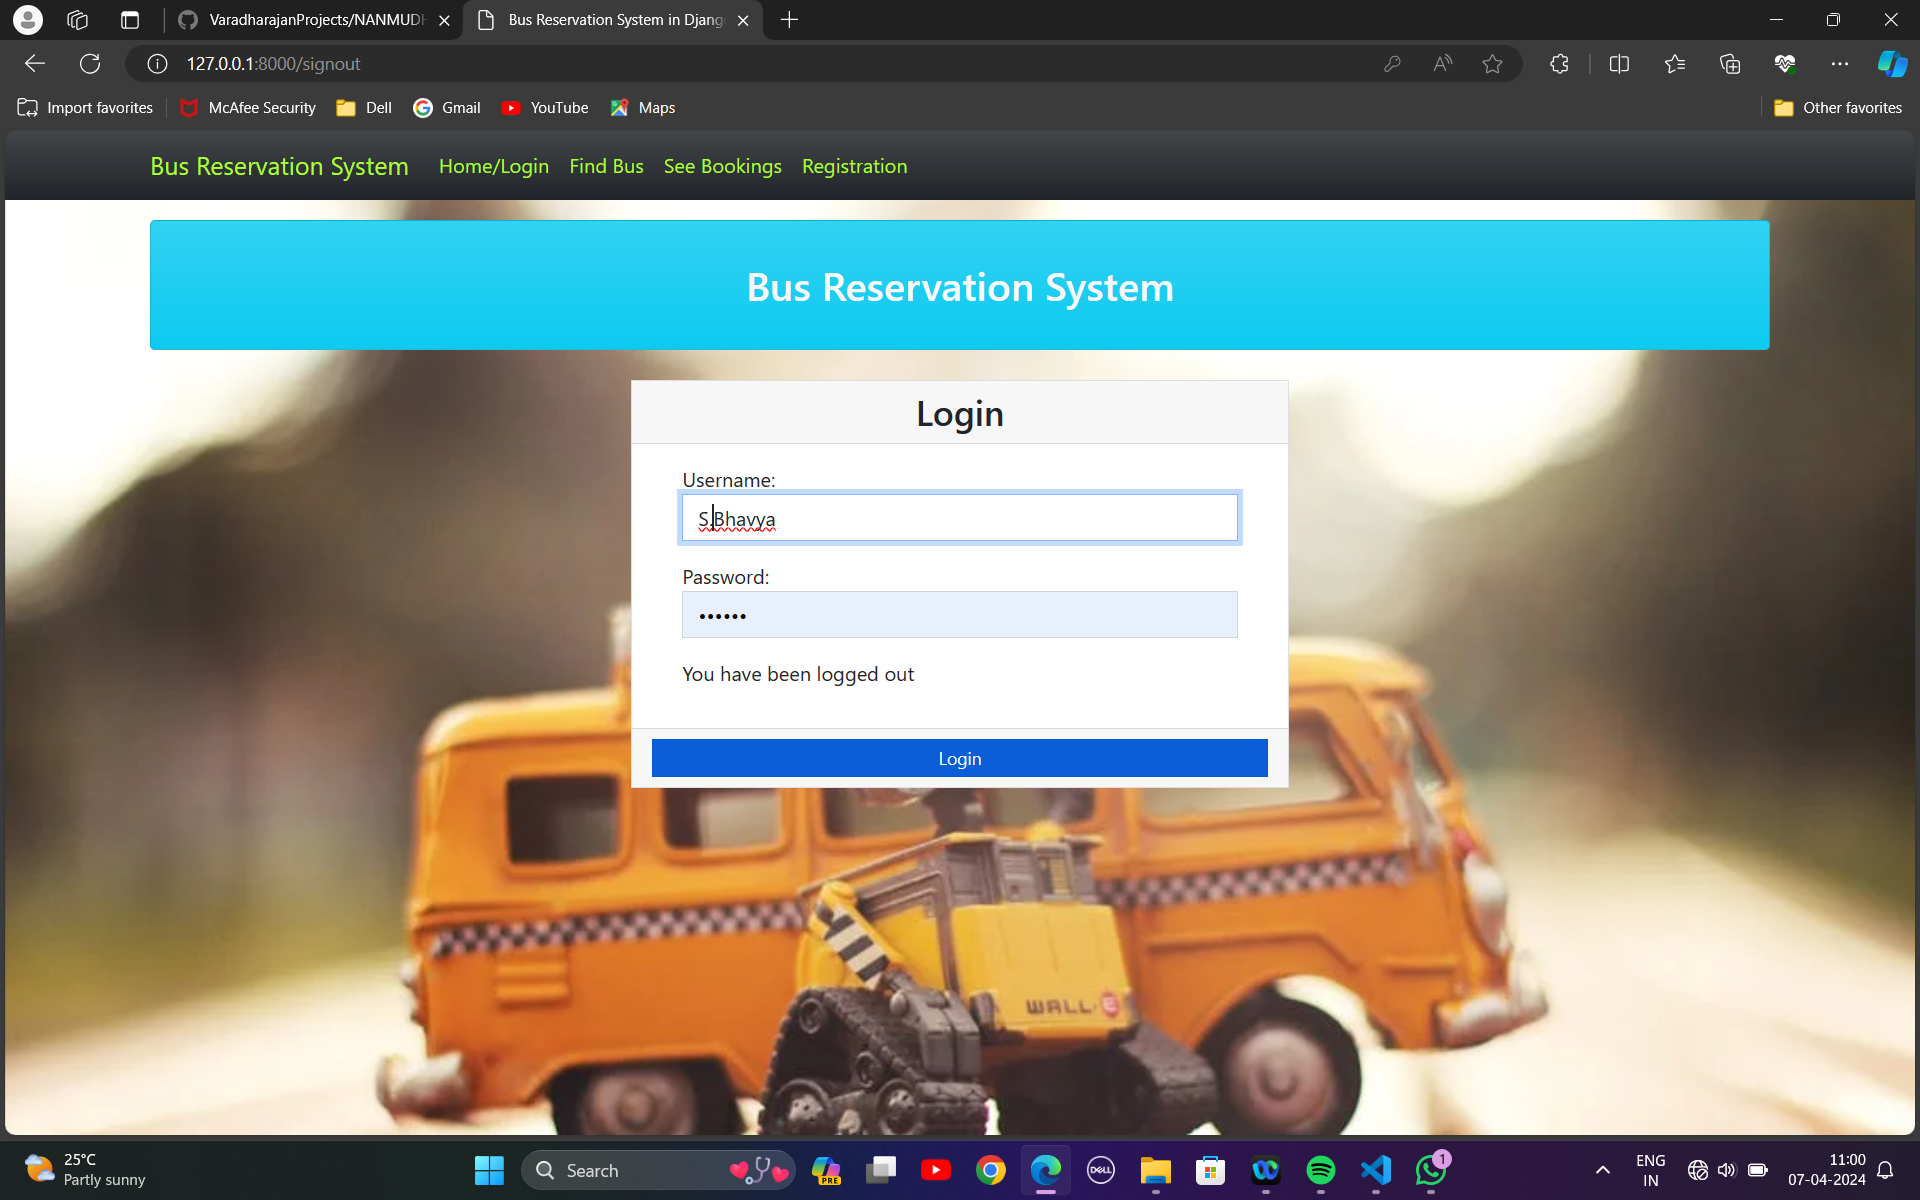 VaradharajanProjects/NANMUDH
Bus Reservation System in Djang
127.0.0.1:8000/signout
Import favorites
McAfee Security
Dell
Gmail
YouTube
Maps
Other favorites
Bus Reservation System
Home/Login
Find Bus
See Bookings
Registration
Bus Reservation System
Login
Username:
S.Bhavya
Password:
You have been logged out
Login
WALL·E
25°C
Partly sunny
Search
PRE
DELL
1
ENG
IN
11:00
07-04-2024